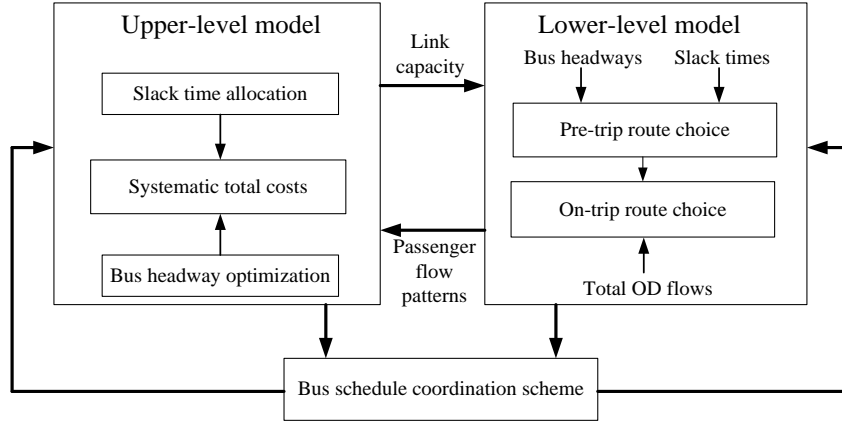 Upper-level model
Slack time allocation
Systematic total costs
Bus headway optimization
Link
capacity
Passenger
flow
patterns
Lower-level model
Bus headways
Slack times
Pre-trip route choice
On-trip route choice
Total OD flows
Bus schedule coordination scheme